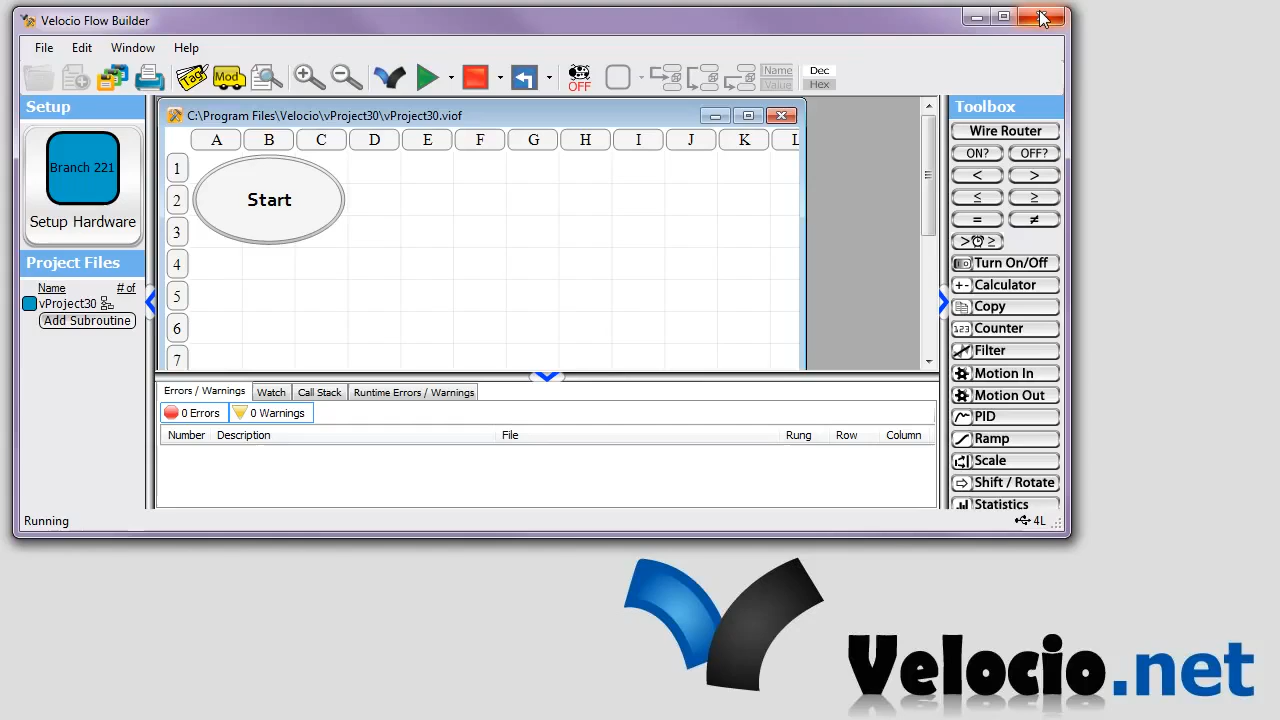 Velocio Flow Builder
File Edit Window Help
Tag Mod OFF Name Value Dec Hex
Setup
Branch 221
Setup Hardware
Project Files
Name # of
vProject30
Add Subroutine
C:\Program Files\Velocio\vProject30\vProject30.viof
A B C D E F G H I J K L
1
2
3
4
5
6
7
Start
Errors / Warnings Watch Call Stack Runtime Errors / Warnings
0 Errors 0 Warnings
Number Description File Rung Row Column
Toolbox
Wire Router
ON? OFF?
< >
≤ ≥
= ≠
> ≥
Turn On/Off
+- Calculator
Copy
123 Counter
Filter
Motion In
Motion Out
PID
Ramp
Scale
Shift / Rotate
Statistics
Running 4L
Velocio.net